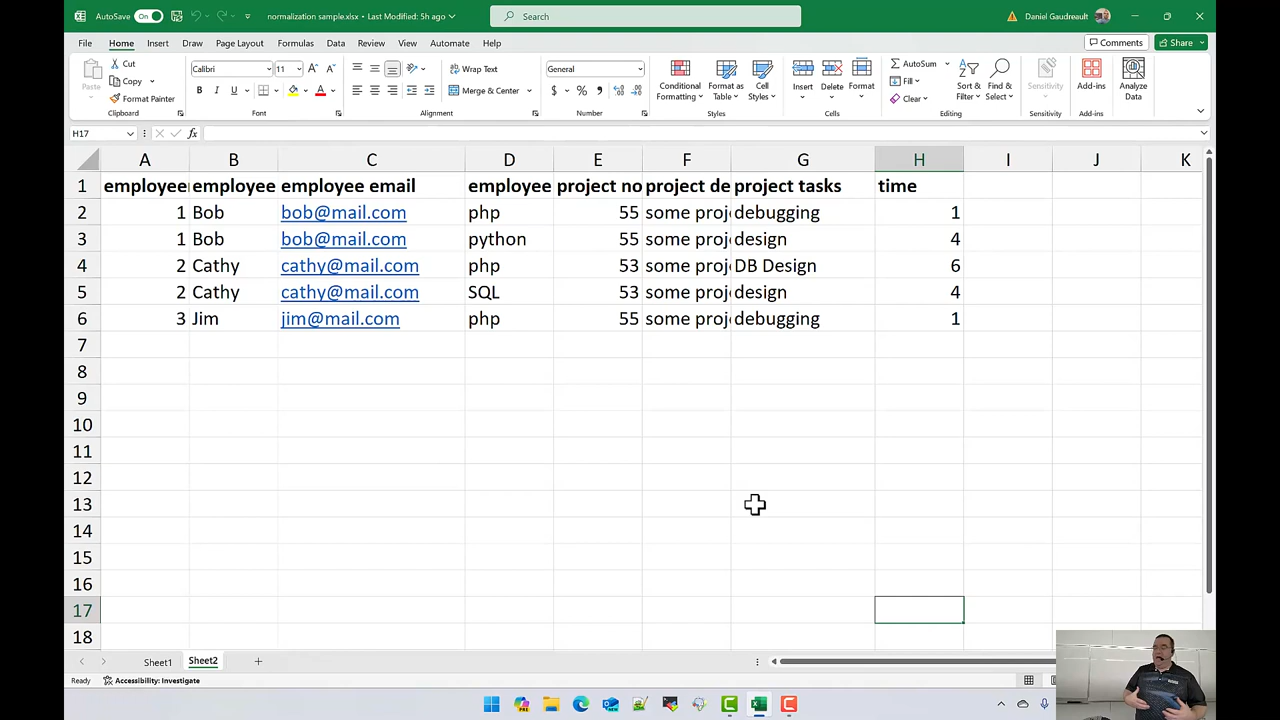 AutoSave On normalization sample.xlsx • Last Modified: 5h ago Search Daniel Gaudreault
File Home Insert Draw Page Layout Formulas Data Review View Automate Help Comments Share
Paste Cut Copy Format Painter Clipboard
Calibri 11 B I U A Font
Wrap Text Merge & Center Alignment
General $ % Number
Conditional Formatting Format as Table Cell Styles Styles
Insert Delete Format Cells
AutoSum Fill Clear Sort & Filter Find & Select Editing
Sensitivity Sensitivity
Add-ins Add-ins
Analyze Data
H17 fx
A B C D E F G H I J K
1 employee employee employee email employee project no project de project tasks time
2 1 Bob bob@mail.com php 55 some proj debugging 1
3 1 Bob bob@mail.com python 55 some proj design 4
4 2 Cathy cathy@mail.com php 53 some proj DB Design 6
5 2 Cathy cathy@mail.com SQL 53 some proj design 4
6 3 Jim jim@mail.com php 55 some proj debugging 1
7
8
9
10
11
12
13
14
15
16
17
18
Sheet1 Sheet2
Ready Accessibility: Investigate